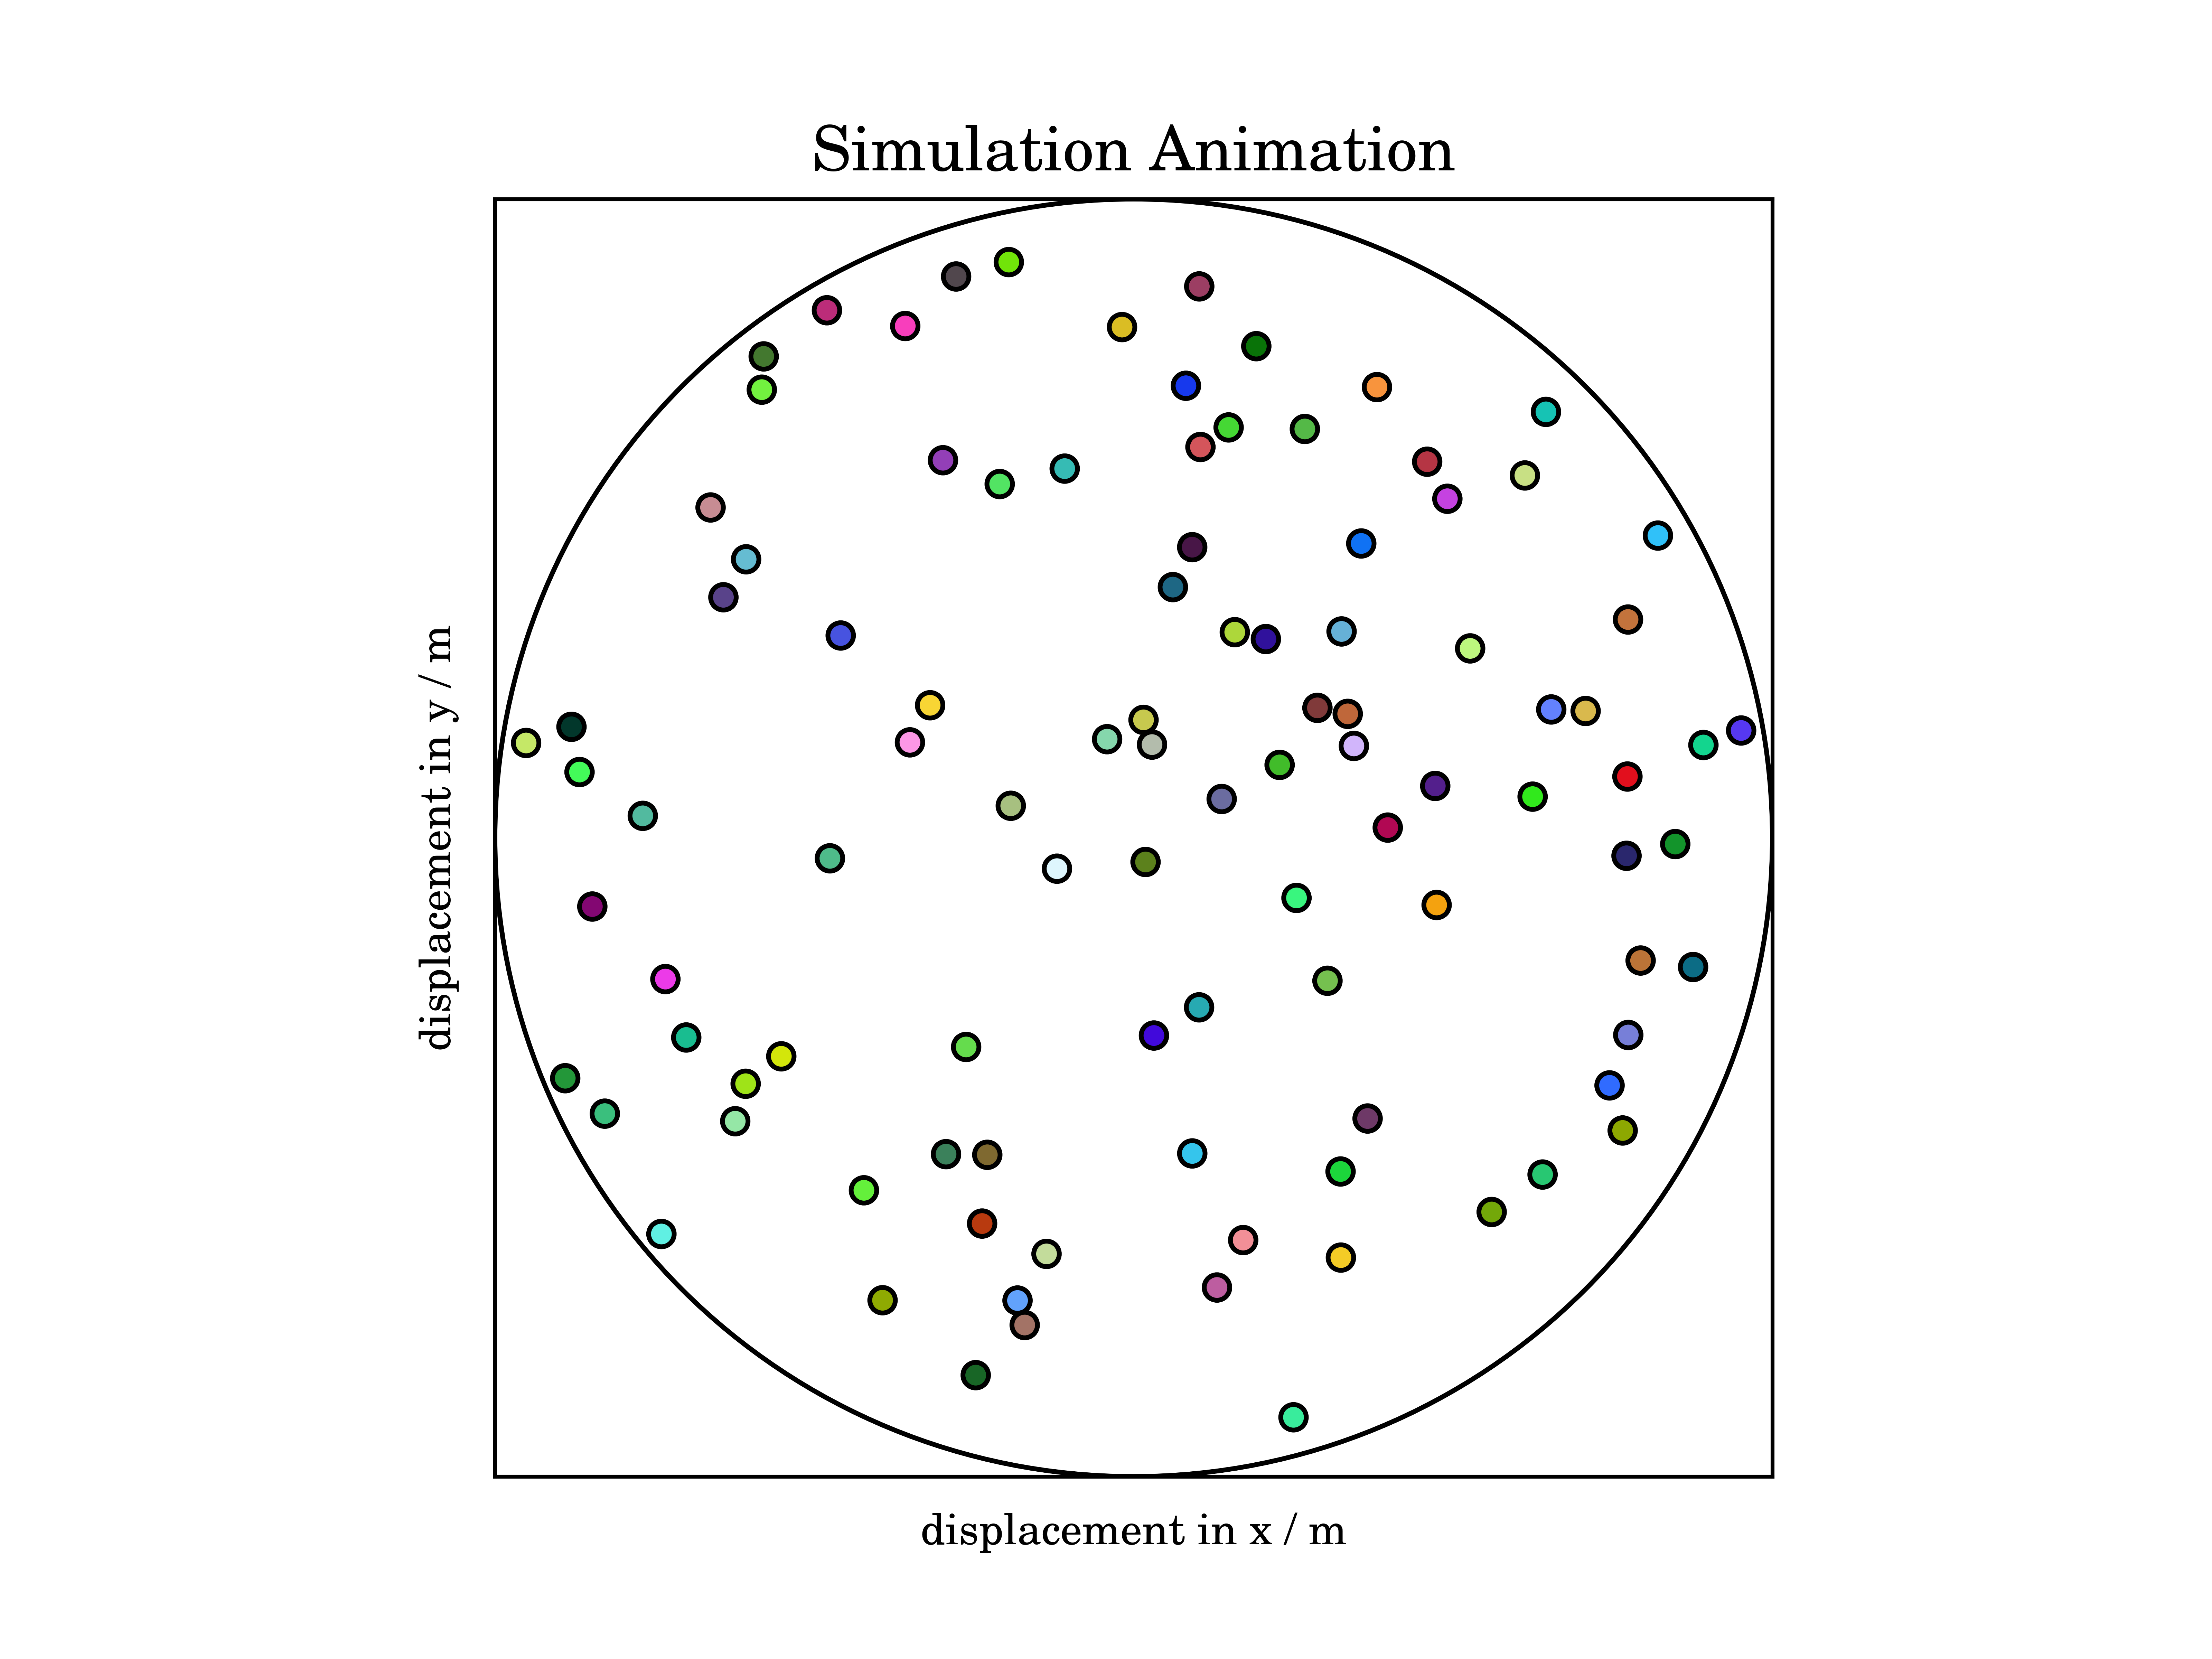 Simulation Animation
displacement in y / m
displacement in x / m